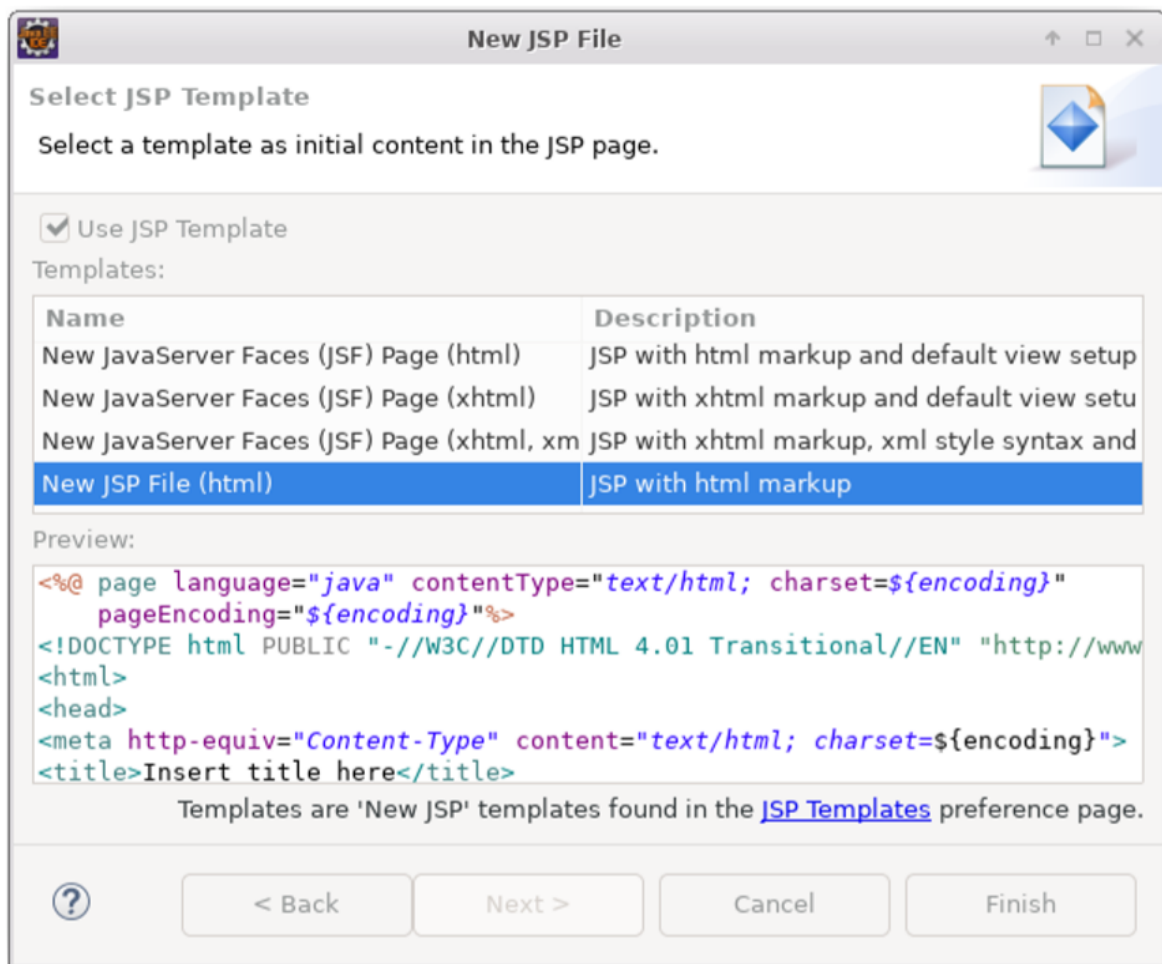 New JSP File
Select JSP Template
Select a template as initial content in the JSP page.
Use JSP Template
Templates:
Name Description
New JavaServer Faces (JSF) Page (html) JSP with html markup and default view setup
New JavaServer Faces (JSF) Page (xhtml) JSP with xhtml markup and default view setu
New JavaServer Faces (JSF) Page (xhtml, xm JSP with xhtml markup, xml style syntax and
New JSP File (html) JSP with html markup
Preview:
<%@ page language="java" contentType="text/html; charset=${encoding}"
    pageEncoding="${encoding}"%>
<!DOCTYPE html PUBLIC "-//W3C//DTD HTML 4.01 Transitional//EN" "http://www
<html>
<head>
<meta http-equiv="Content-Type" content="text/html; charset=${encoding}">
<title>Insert title here</title>
Templates are 'New JSP' templates found in the JSP Templates preference page.
? < Back Next > Cancel Finish